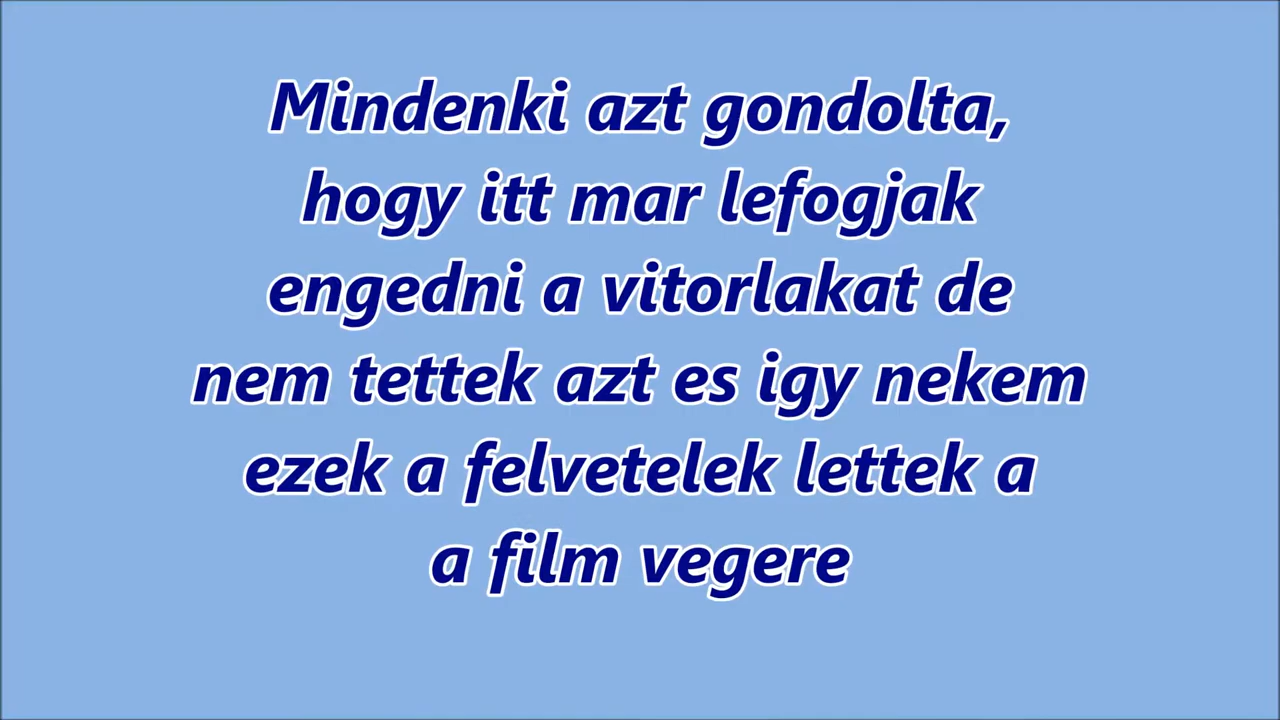 Mindenki azt gondolta,
hogy itt mar lefogjak
engedni a vitorlakat de
nem tettek azt es igy nekem
ezek a felvetelek lettek a
a film vegere